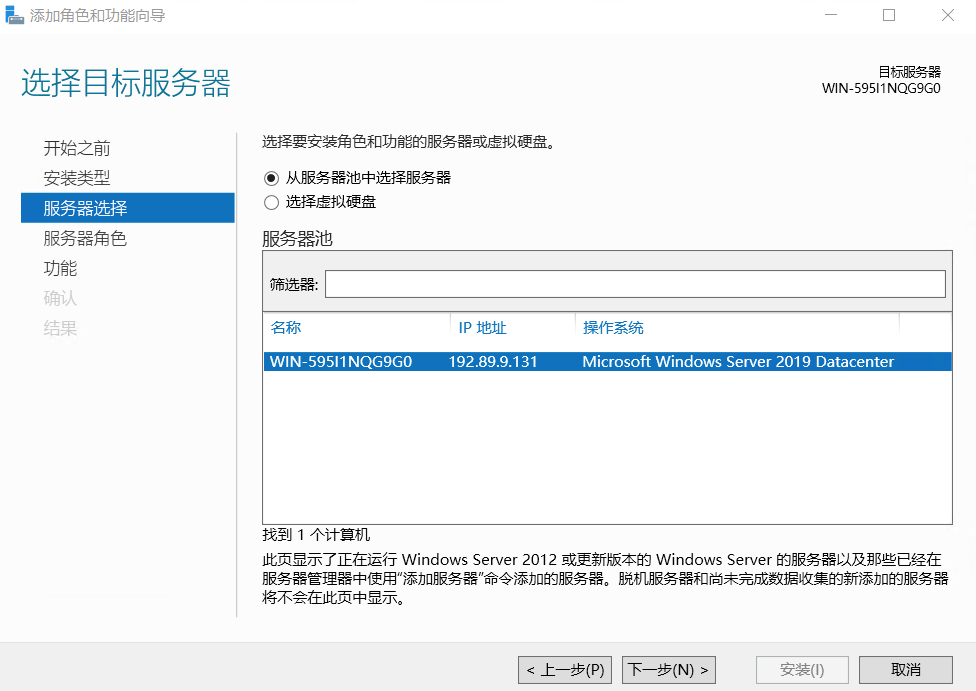 添加角色和功能向导
选择目标服务器
目标服务器
WIN-595I1NQG9G0
开始之前
安装类型
服务器选择
服务器角色
功能
确认
结果
选择要安装角色和功能的服务器或虚拟硬盘。
从服务器池中选择服务器
选择虚拟硬盘
服务器池
筛选器:
名称 IP 地址 操作系统
WIN-595I1NQG9G0 192.89.9.131 Microsoft Windows Server 2019 Datacenter
找到 1 个计算机
此页显示了正在运行 Windows Server 2012 或更新版本的 Windows Server 的服务器以及那些已经在
服务器管理器中使用“添加服务器”命令添加的服务器。脱机服务器和尚未完成数据收集的新添加的服务器
将不会在此页中显示。
< 上一步(P) 下一步(N) > 安装(I) 取消